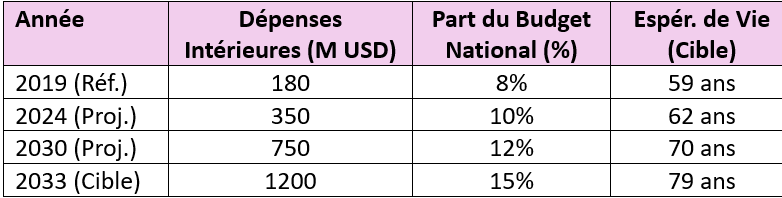 Année Dépenses Intérieures (M USD) Part du Budget National (%) Espér. de Vie (Cible)
2019 (Réf.) 180 8% 59 ans
2024 (Proj.) 350 10% 62 ans
2030 (Proj.) 750 12% 70 ans
2033 (Cible) 1200 15% 79 ans